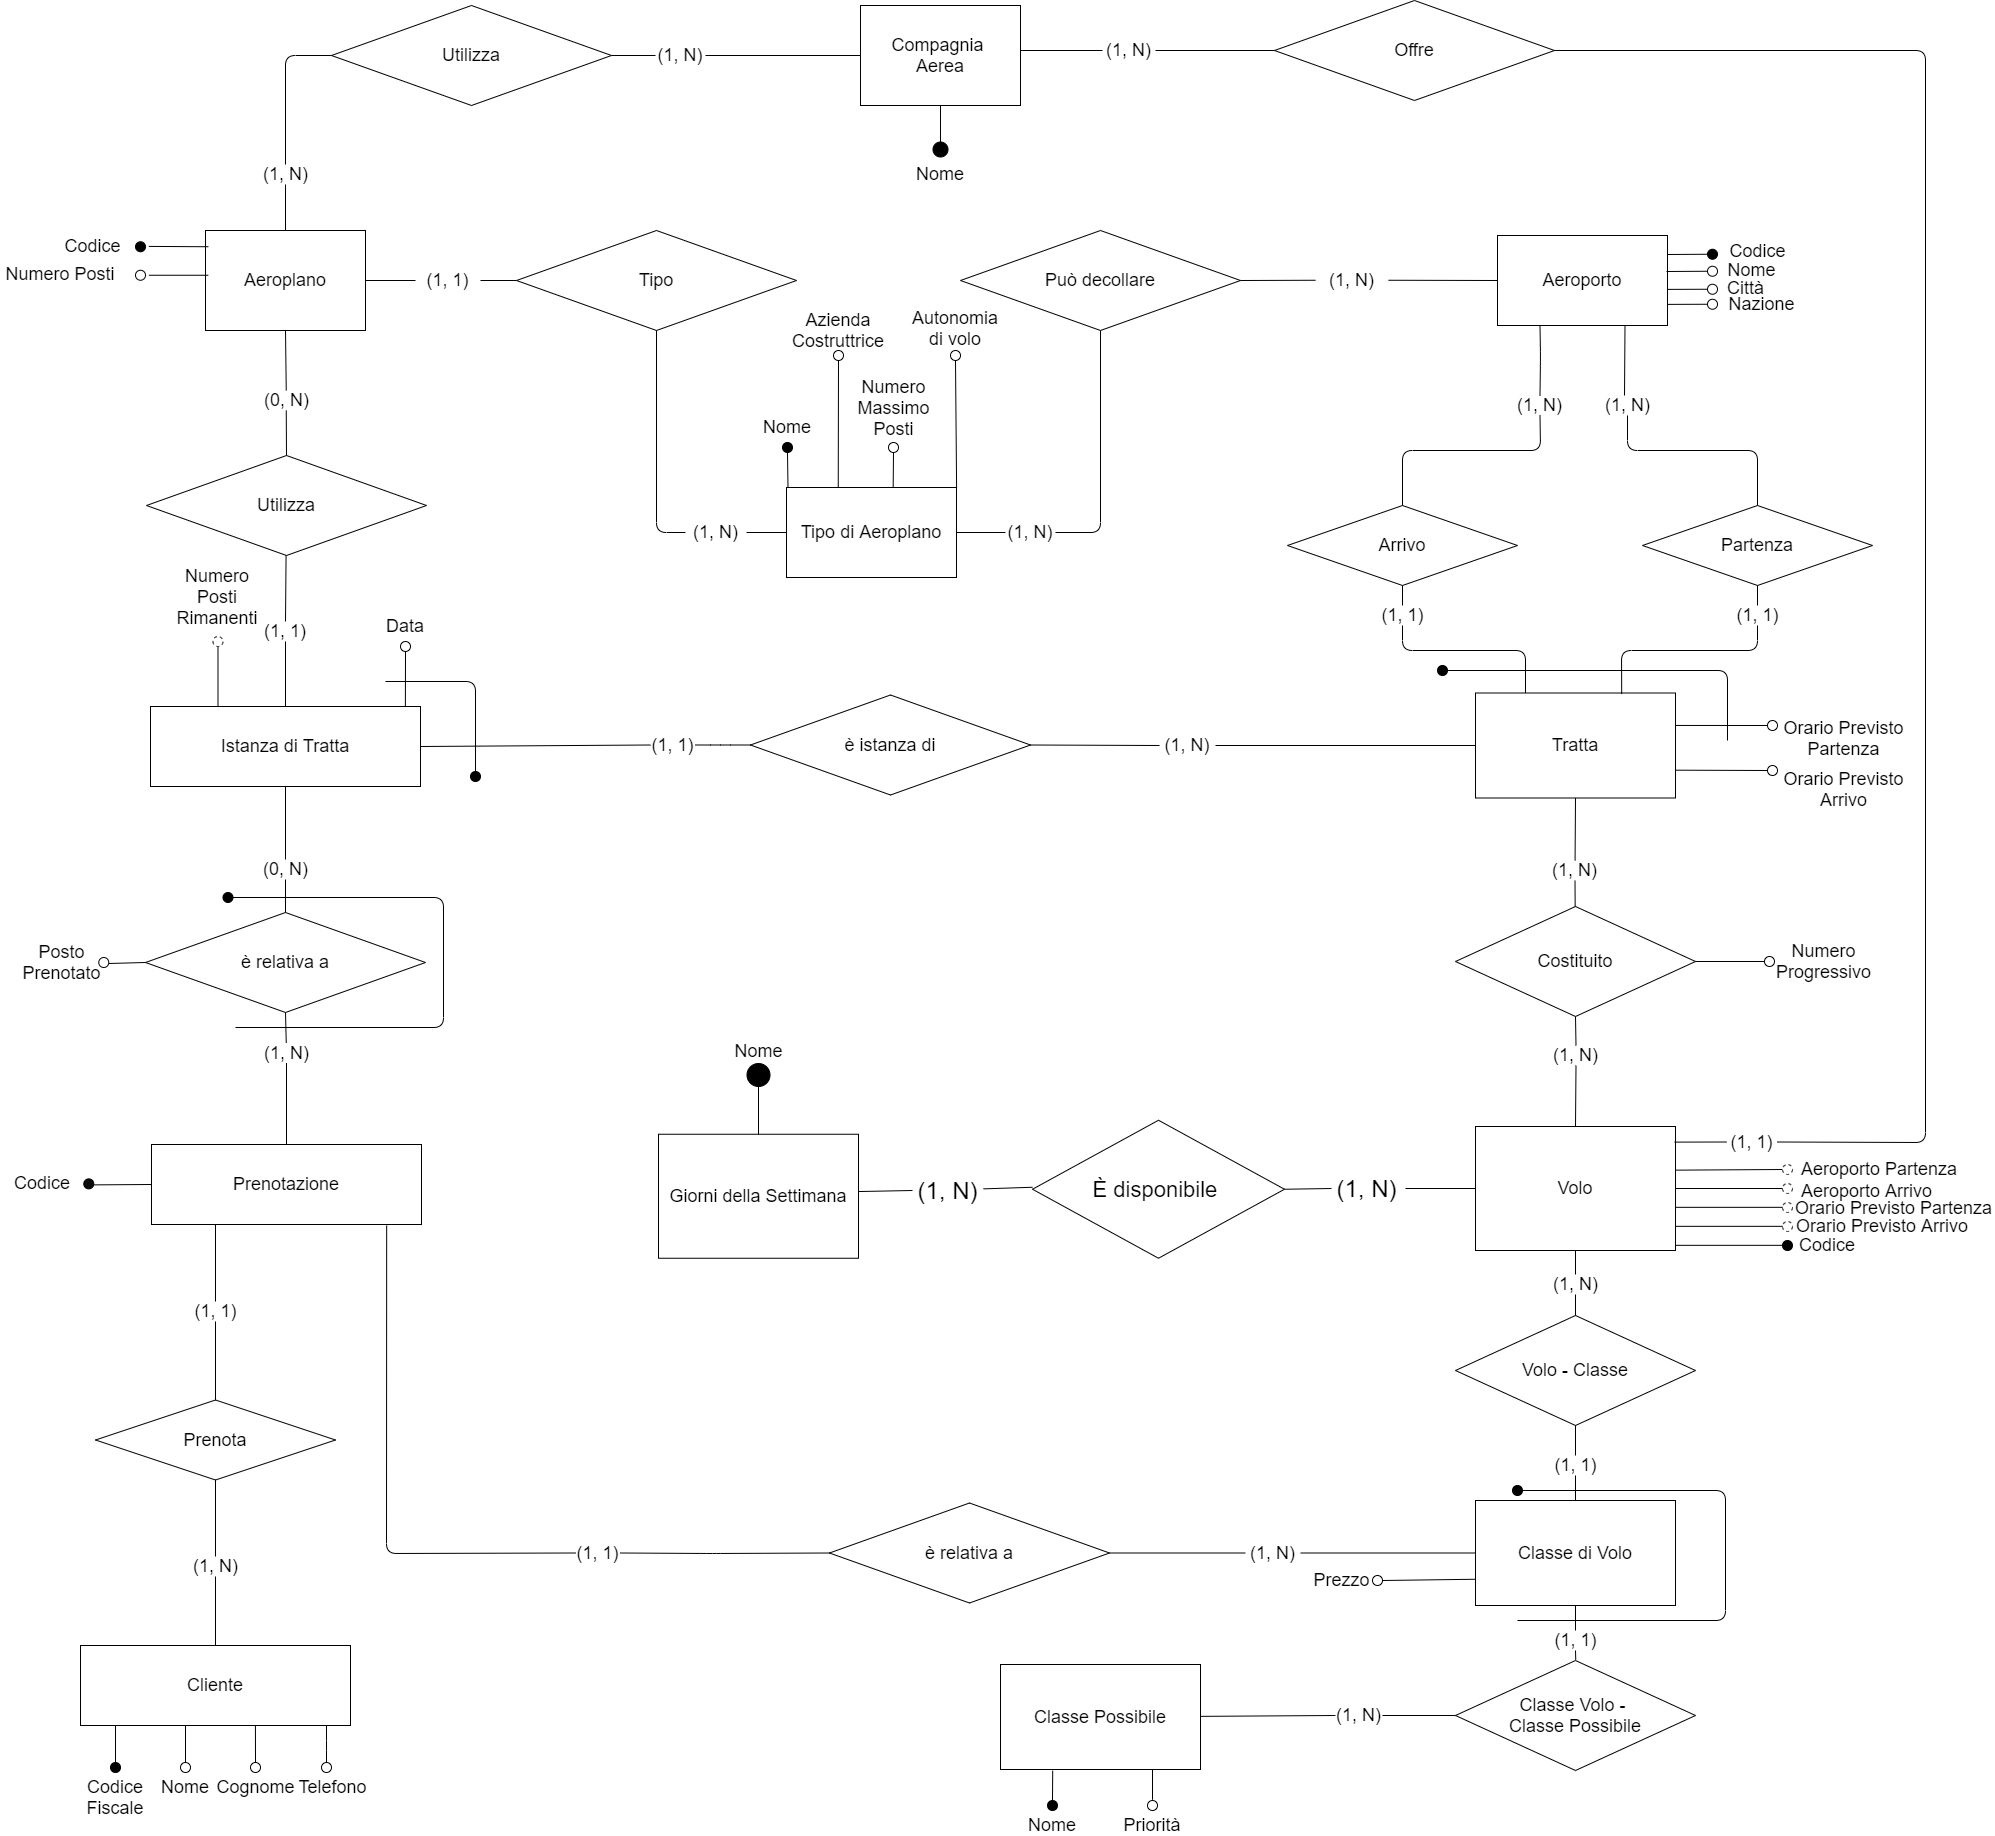 Utilizza
(1, N)
Compagnia
Aerea
(1, N)
Offre
Nome
(1, N)
Codice
Numero Posti
Aeroplano
(1, 1)
Tipo
Può decollare
(1, N)
Aeroporto
Codice
Nome
Città
Nazione
Azienda
Costruttrice
Autonomia
di volo
Numero
Massimo
Posti
Nome
(0, N)
(1, N)
(1, N)
Utilizza
(1, N)
Tipo di Aeroplano
(1, N)
Arrivo
Partenza
Numero
Posti
Rimanenti
(1, 1)
Data
(1, 1)
(1, 1)
Istanza di Tratta
(1, 1)
è istanza di
(1, N)
Tratta
Orario Previsto
Partenza
Orario Previsto
Arrivo
(0, N)
(1, N)
Posto
Prenotato
è relativa a
Costituito
Numero
Progressivo
(1, N)
(1, N)
Nome
Codice
Prenotazione
Giorni della Settimana
(1, N)
È disponibile
(1, N)
Volo
(1, 1)
Aeroporto Partenza
Aeroporto Arrivo
Orario Previsto Partenza
Orario Previsto Arrivo
Codice
(1, 1)
(1, N)
Volo - Classe
Prenota
(1, 1)
(1, N)
(1, 1)
è relativa a
(1, N)
Classe di Volo
Prezzo
(1, 1)
Cliente
Classe Possibile
(1, N)
Classe Volo -
Classe Possibile
Codice
Fiscale
Nome
Cognome
Telefono
Nome
Priorità